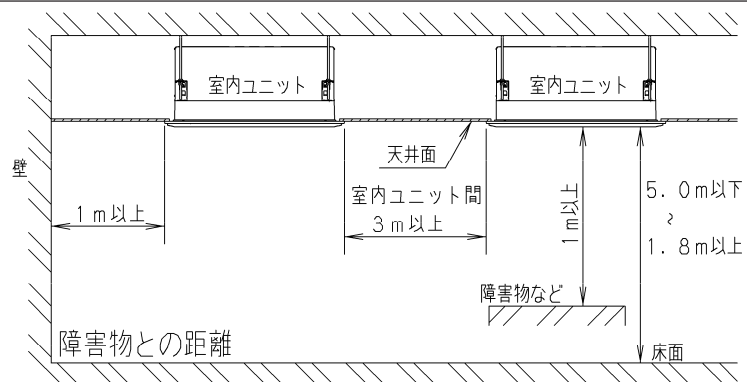 室内ユニット
室内ユニット
壁
天井面
1m以上
室内ユニット間
3m以上
1m以上
5.0m以下
~
1.8m以上
障害物など
障害物との距離
床面